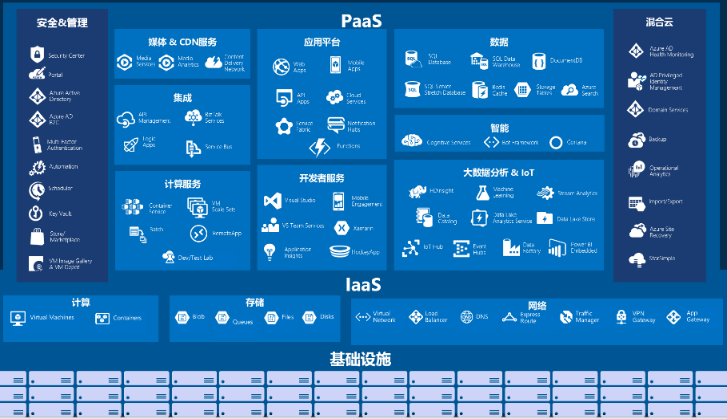 PaaS
安全&管理
Security Center
Portal
Azure Active
Directory
Azure AD
B2C
Multi-Factor
Authentication
Automation
Scheduler
Key Vault
Store/
Marketplace
VM Image Gallery
& VM Depot
媒体 & CDN服务
Media
Services
Media
Analytics
Content
Delivery
Network
集成
API
Management
BizTalk
Services
Logic
Apps
Service Bus
计算服务
Container
Service
VM
Scale Sets
Batch
RemoteApp
Dev/Test Lab
应用平台
Web
Apps
Mobile
Apps
API
Apps
Cloud
Services
Service
Fabric
Notification
Hubs
Functions
开发者服务
Visual Studio
Mobile
Engagement
VS Team Services
Xamarin
Application
Insights
HockeyApp
数据
SQL
Database
SQL Data
Warehouse
DocumentDB
SQL Server
Stretch Database
Redis
Cache
Storage
Tables
Azure
Search
智能
Cognitive Services
Bot Framework
Cortana
大数据分析 & IoT
HDInsight
Machine
Learning
Stream Analytics
Data
Catalog
Data Lake
Analytics Service
Data Lake Store
IoT Hub
Event
Hubs
Data
Factory
Power BI
Embedded
混合云
Azure AD
Health Monitoring
AD Privileged
Identity
Management
Domain Services
Backup
Operational
Analytics
Import/Export
Azure Site
Recovery
StorSimple
IaaS
计算
Virtual Machines
Containers
存储
Blob
Queues
Files
Disks
网络
Virtual
Network
Load
Balancer
DNS
Express
Route
Traffic
Manager
VPN
Gateway
App
Gateway
基础设施